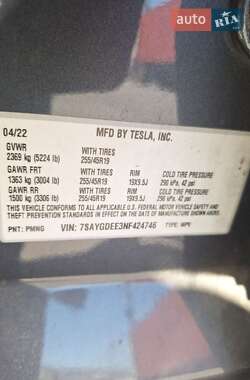 AUTO RIA
04/22 MFD BY TESLA, INC.
GVWR WITH TIRES
2369 kg (5224 lb) 255/45R19
GAWR FRT WITH TIRES RIM COLD TIRE PRESSURE
1363 kg (3004 lb) 255/45R19 19X9.5J 290 kPa, 42 psi
GAWR RR WITH TIRES RIM COLD TIRE PRESSURE
1500 kg (3306 lb) 255/45R19 19X9.5J 290 kPa, 42 psi
THIS VEHICLE CONFORMS TO ALL APPLICABLE U.S. FEDERAL MOTOR VEHICLE SAFETY
AND THEFT PREVENTION STANDARDS IN EFFECT ON THE DATE OF MANUFACTURE SHOWN ABOVE.
PNT: PMNG VIN: 7SAYGDEE3NF424746 TYPE: MPV